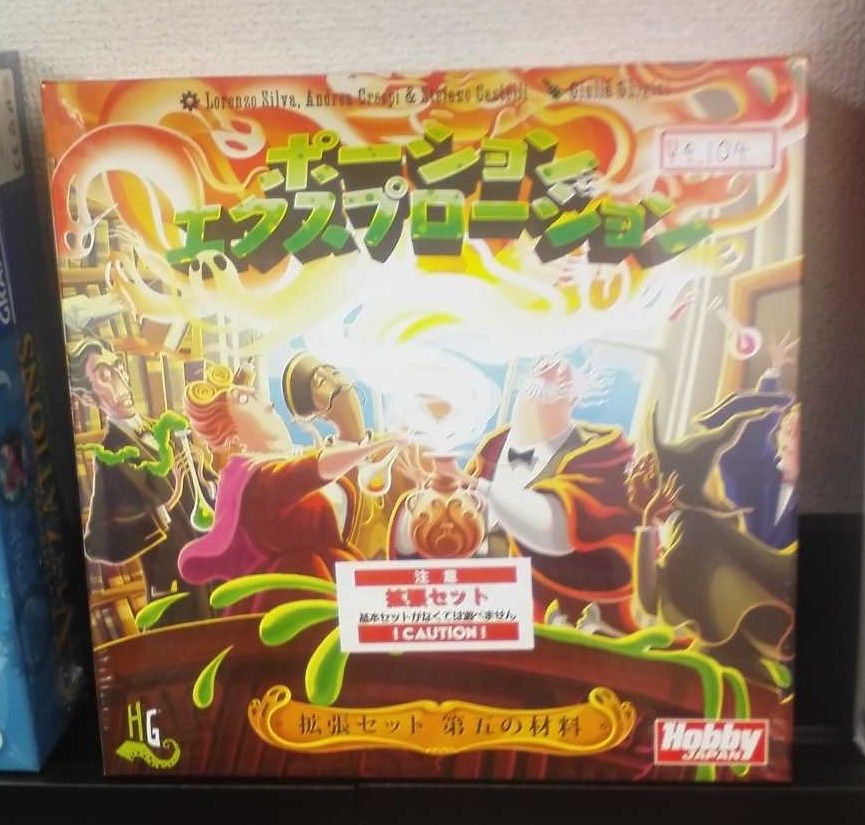 Lorenzo Silva, Andrea Crespi & Stefano Castelli
¥4,104
ポーション
エクスプロージョン
注意
拡張セット
基本セットがなくては遊べません
!CAUTION!
拡張セット 第五の材料
HG
Hobby
JAPAN